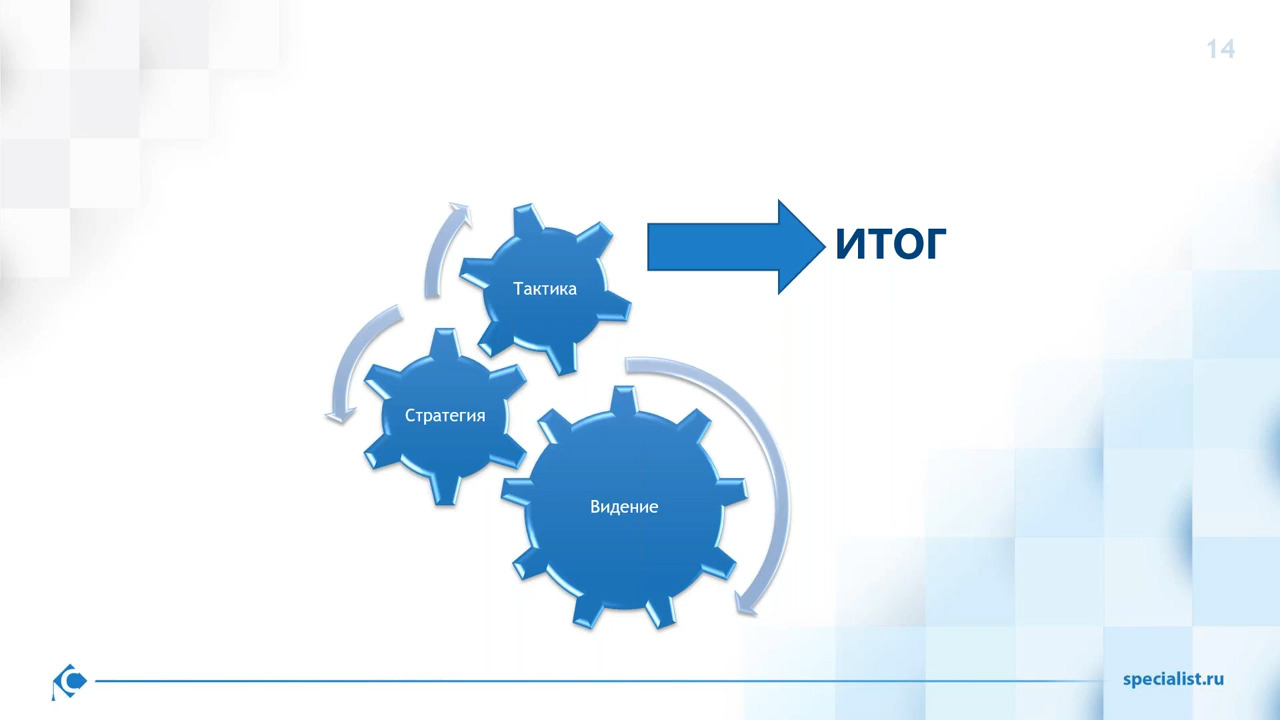 14
ИТОГ
Тактика
Стратегия
Видение
specialist.ru